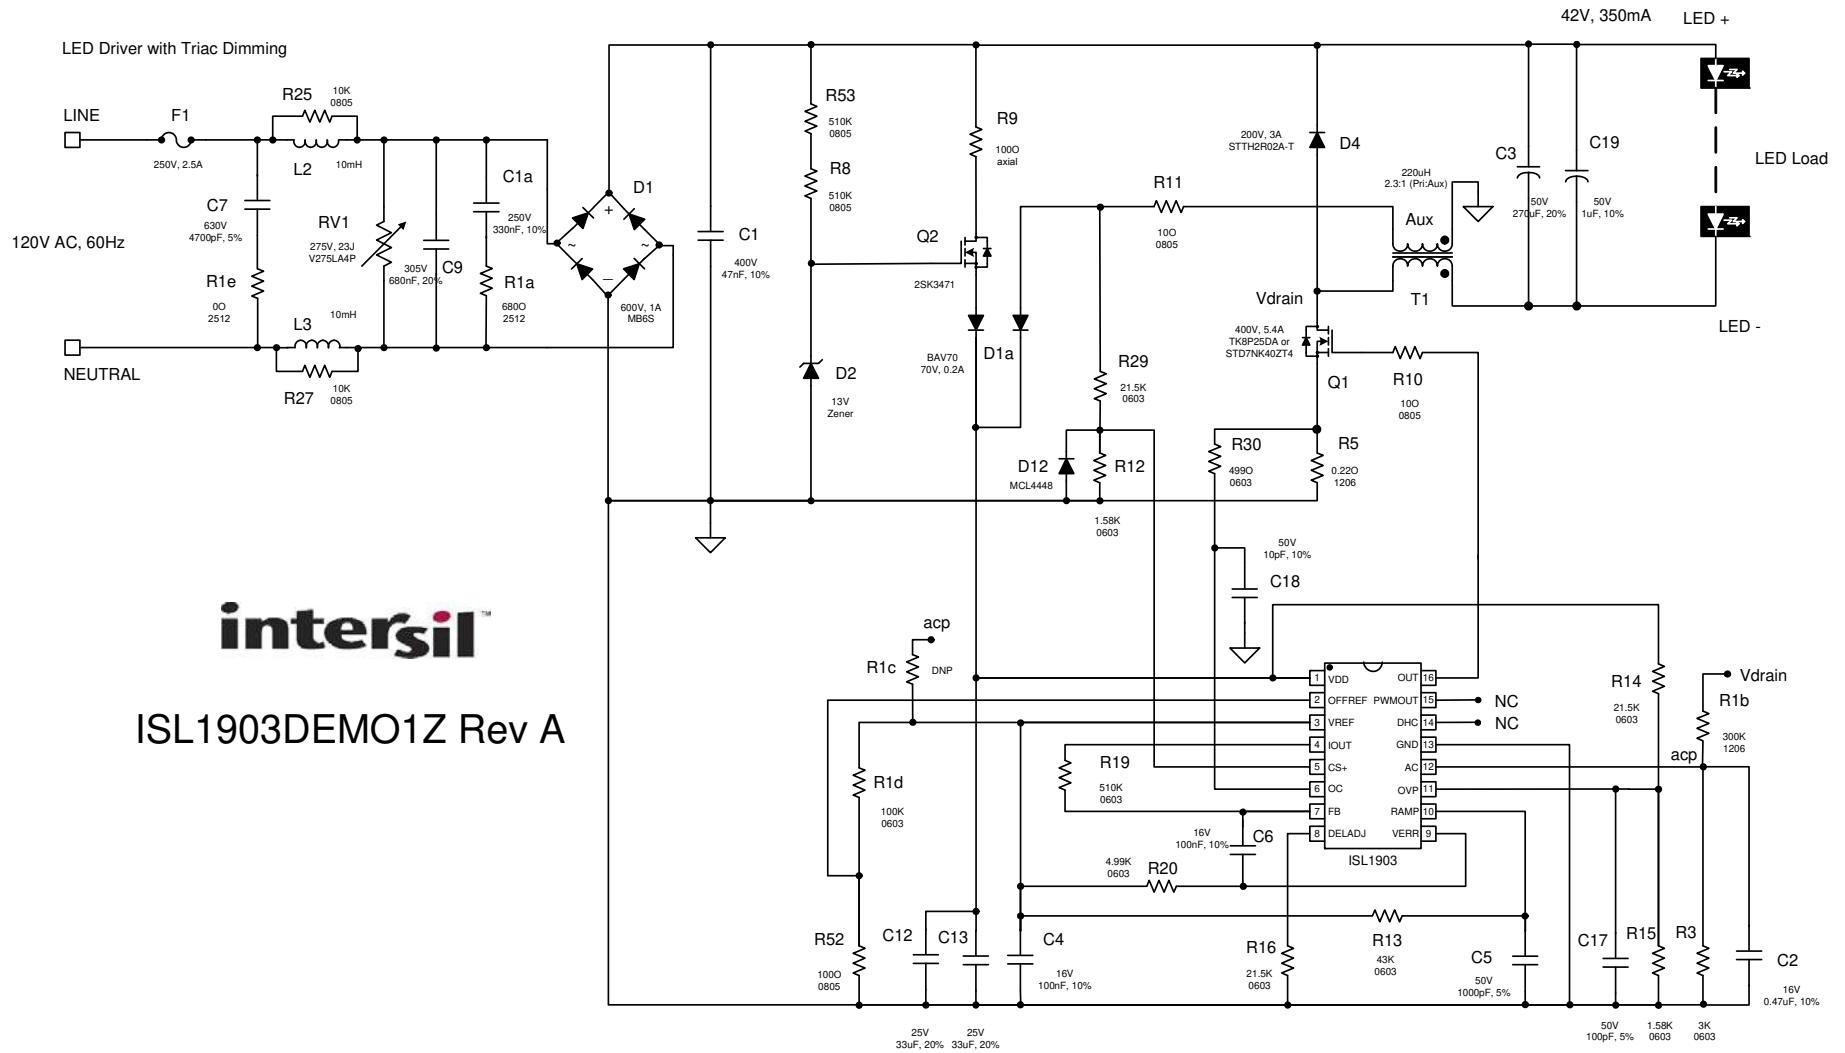 42V, 350mA
LED +
LED Driver with Triac Dimming
R25
10K
0805
LINE
F1
250V, 2.5A
L2
10mH
C7
630V
4700pF, 5%
RV1
275V, 23J
V275LA4P
305V
680nF, 20%
C9
C1a
250V
330nF, 10%
D1
+
~
~
–
600V, 1A
MB6S
120V AC, 60Hz
R1e
0O
2512
R1a
680O
2512
L3
10mH
NEUTRAL
R27
10K
0805
C1
400V
47nF, 10%
R53
510K
0805
R8
510K
0805
R9
100O
axial
Q2
2SK3471
D2
13V
Zener
BAV70
70V, 0.2A
D1a
R11
10O
0805
R29
21.5K
0603
D12
MCL4448
R12
1.58K
0603
200V, 3A
STTH2R02A-T
D4
220uH
2.3:1 (Pri:Aux)
Aux
T1
Vdrain
400V, 5.4A
TK8P25DA or
STD7NK40ZT4
Q1
R10
10O
0805
R30
499O
0603
R5
0.22O
1206
C3
50V
270uF, 20%
C19
50V
1uF, 10%
LED Load
LED -
50V
10pF, 10%
C18
intersil™
ISL1903DEMO1Z Rev A
acp
R1c
DNP
R1d
100K
0603
R52
100O
0805
C12
25V
33uF, 20%
C13
25V
33uF, 20%
C4
16V
100nF, 10%
R19
510K
0603
16V
100nF, 10%
C6
4.99K
0603
R20
R16
21.5K
0603
R13
43K
0603
C5
50V
1000pF, 5%
1 VDD OUT 16
2 OFFREF PWMOUT 15
NC
3 VREF DHC 14
NC
4 IOUT GND 13
5 CS+ AC 12
6 OC OVP 11
7 FB RAMP 10
8 DELADJ VERR 9
ISL1903
R14
21.5K
0603
Vdrain
R1b
300K
1206
acp
C17
50V
100pF, 5%
R15
1.58K
0603
R3
3K
0603
C2
16V
0.47uF, 10%